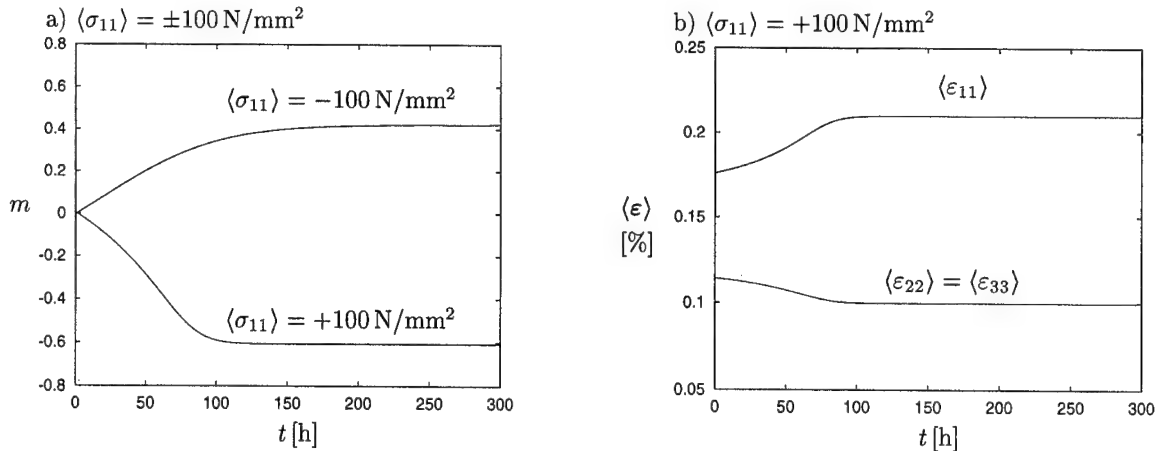 a) ⟨σ₁₁⟩ = ±100 N/mm²
0.8
0.6
0.4
0.2
0
-0.2
-0.4
-0.6
-0.8
m
⟨σ₁₁⟩ = −100 N/mm²
⟨σ₁₁⟩ = +100 N/mm²
0 50 100 150 200 250 300
t [h]
b) ⟨σ₁₁⟩ = +100 N/mm²
0.25
0.2
0.15
0.1
0.05
⟨ε⟩
[%]
⟨ε₁₁⟩
⟨ε₂₂⟩ = ⟨ε₃₃⟩
0 50 100 150 200 250 300
t [h]